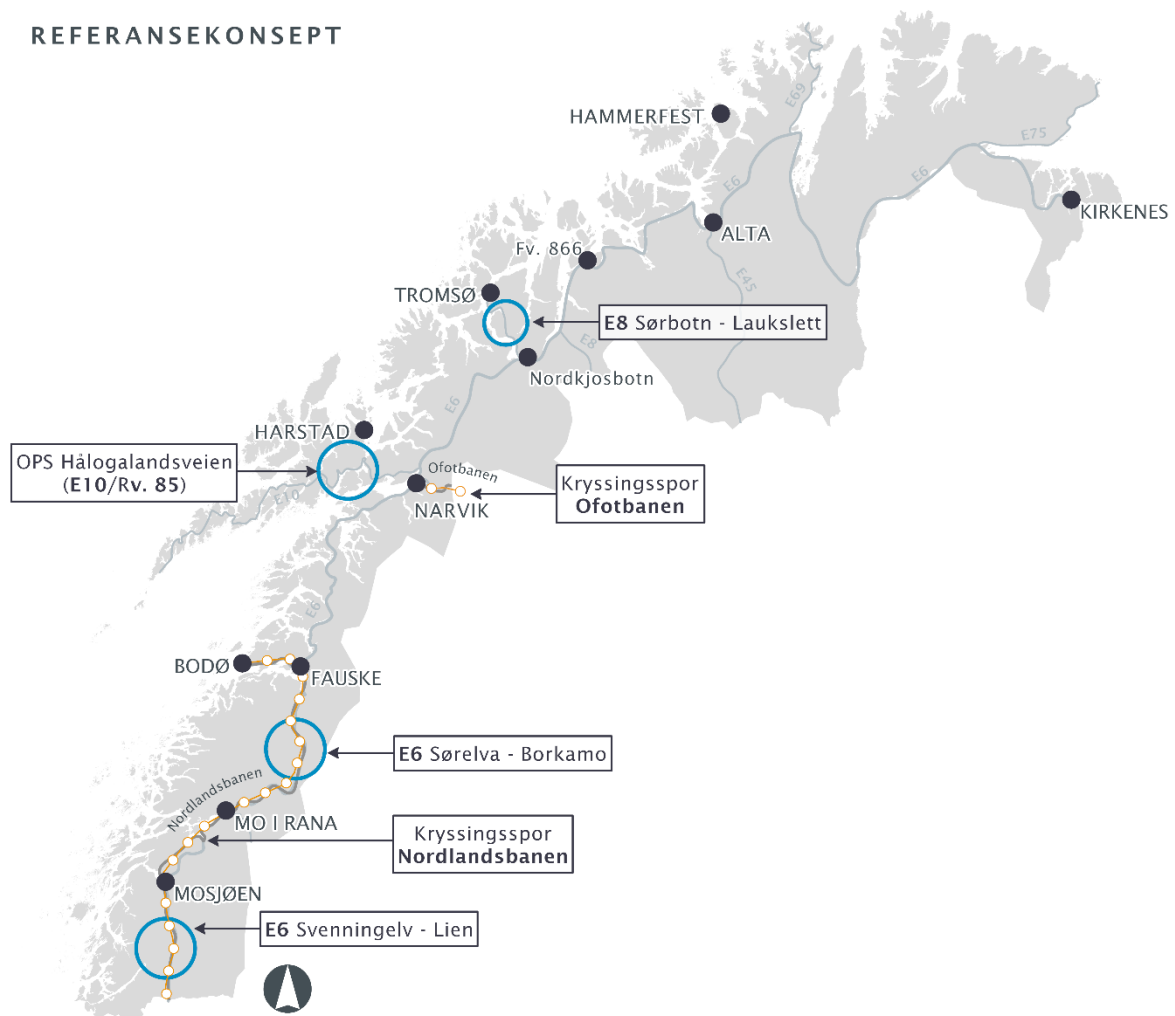 REFERANSEKONSEPT
E69
HAMMERFEST
E75
E6
E6
KIRKENES
ALTA
Fv. 866
E45
TROMSØ
E8 Sørbotn - Laukslett
E8
Nordkjosbotn
E6
HARSTAD
OPS Hålogalandsveien
(E10/Rv. 85)
Ofotbanen
Kryssingsspor
Ofotbanen
E10
NARVIK
E6
BODØ
FAUSKE
E6 Sørelva - Borkamo
Nordlandsbanen
MO I RANA
Kryssingsspor
Nordlandsbanen
MOSJØEN
E6 Svenningelv - Lien